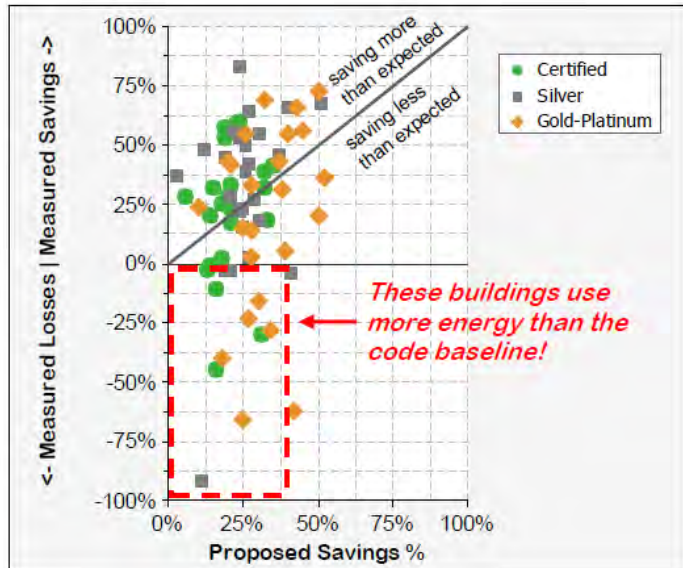 100%
75%
50%
25%
0%
-25%
-50%
-75%
-100%
<- Measured Losses | Measured Savings ->
saving more
than expected
saving less
than expected
Certified
Silver
Gold-Platinum
These buildings use
more energy than the
code baseline!
0%
25%
50%
75%
100%
Proposed Savings %